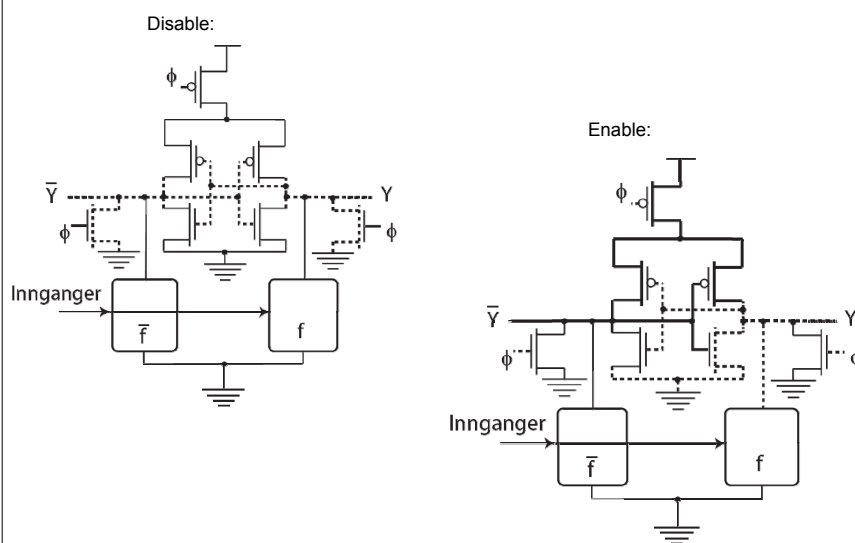 Disable:
ϕ
Y̅ Y
ϕ ϕ
Innganger
f̅ f
Enable:
ϕ
Y̅ Y
ϕ
Innganger
f̅ f